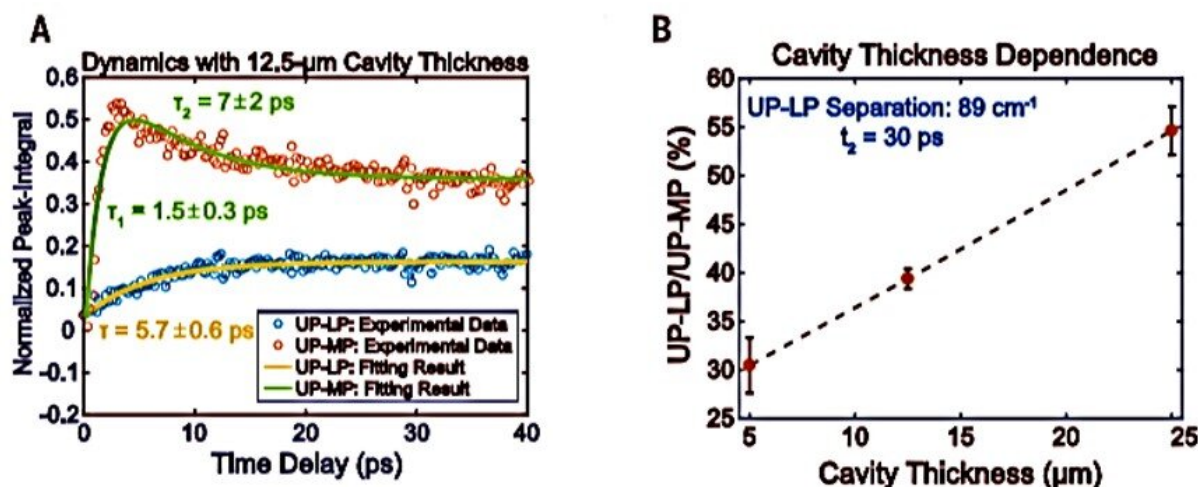 A
Dynamics with 12.5-μm Cavity Thickness
Normalized Peak-Integral
0.6
0.5
0.4
0.3
0.2
0.1
0
-0.1
-0.2
τ₂ = 7±2 ps
τ₁ = 1.5±0.3 ps
τ = 5.7±0.6 ps
UP-LP: Experimental Data
UP-MP: Experimental Data
UP-LP: Fitting Result
UP-MP: Fitting Result
0 10 20 30 40
Time Delay (ps)
B
Cavity Thickness Dependence
UP-LP/UP-MP (%)
60
55
50
45
40
35
30
25
UP-LP Separation: 89 cm⁻¹
t₂ = 30 ps
5 10 15 20 25
Cavity Thickness (μm)